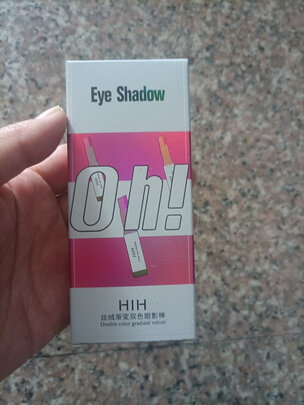 Eye Shadow
Oh!
HIH
丝绒渐变双色眼影棒
Double color gradient velvet